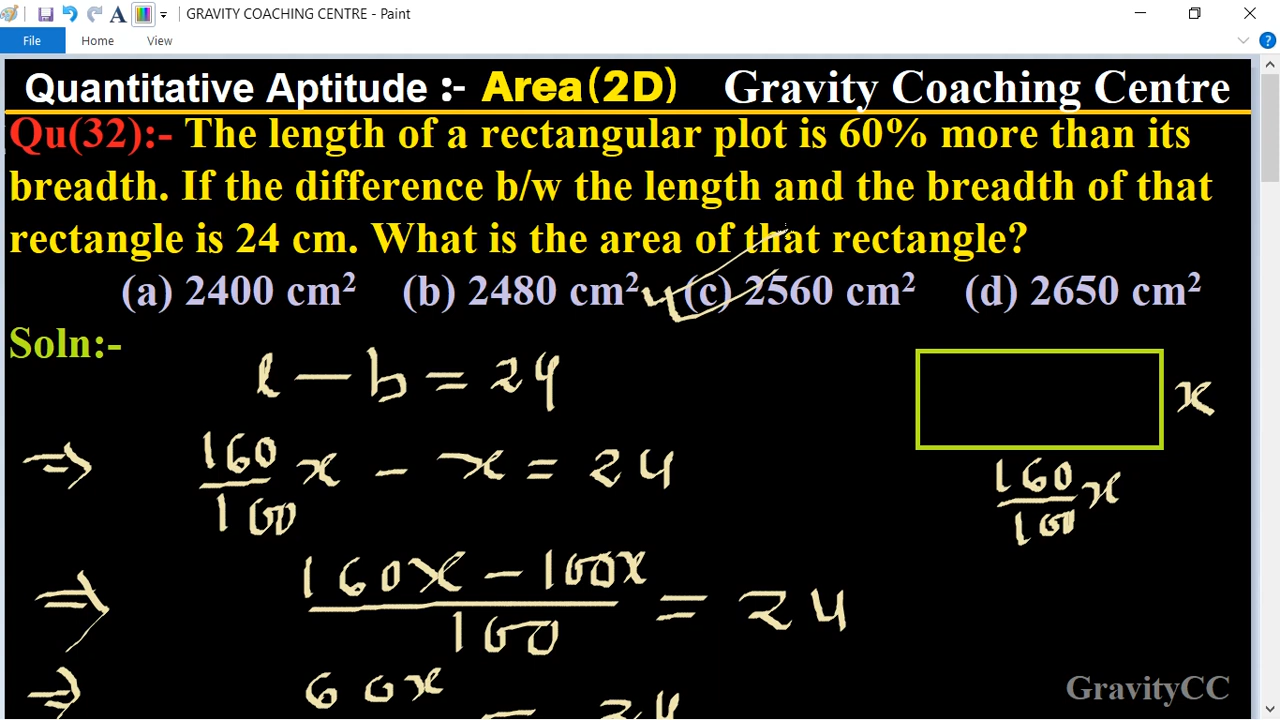 GRAVITY COACHING CENTRE - Paint
File Home View
Quantitative Aptitude :- Area(2D) Gravity Coaching Centre
Qu(32):- The length of a rectangular plot is 60% more than its
breadth. If the difference b/w the length and the breadth of that
rectangle is 24 cm. What is the area of that rectangle?
(a) 2400 cm² (b) 2480 cm² (c) 2560 cm² (d) 2650 cm²
Soln:-
l - b = 24
x
⇒ 160/100 x - x = 24
160/100 x
⇒ 160x - 100x / 100 = 24
⇒ 60x = 24
GravityCC